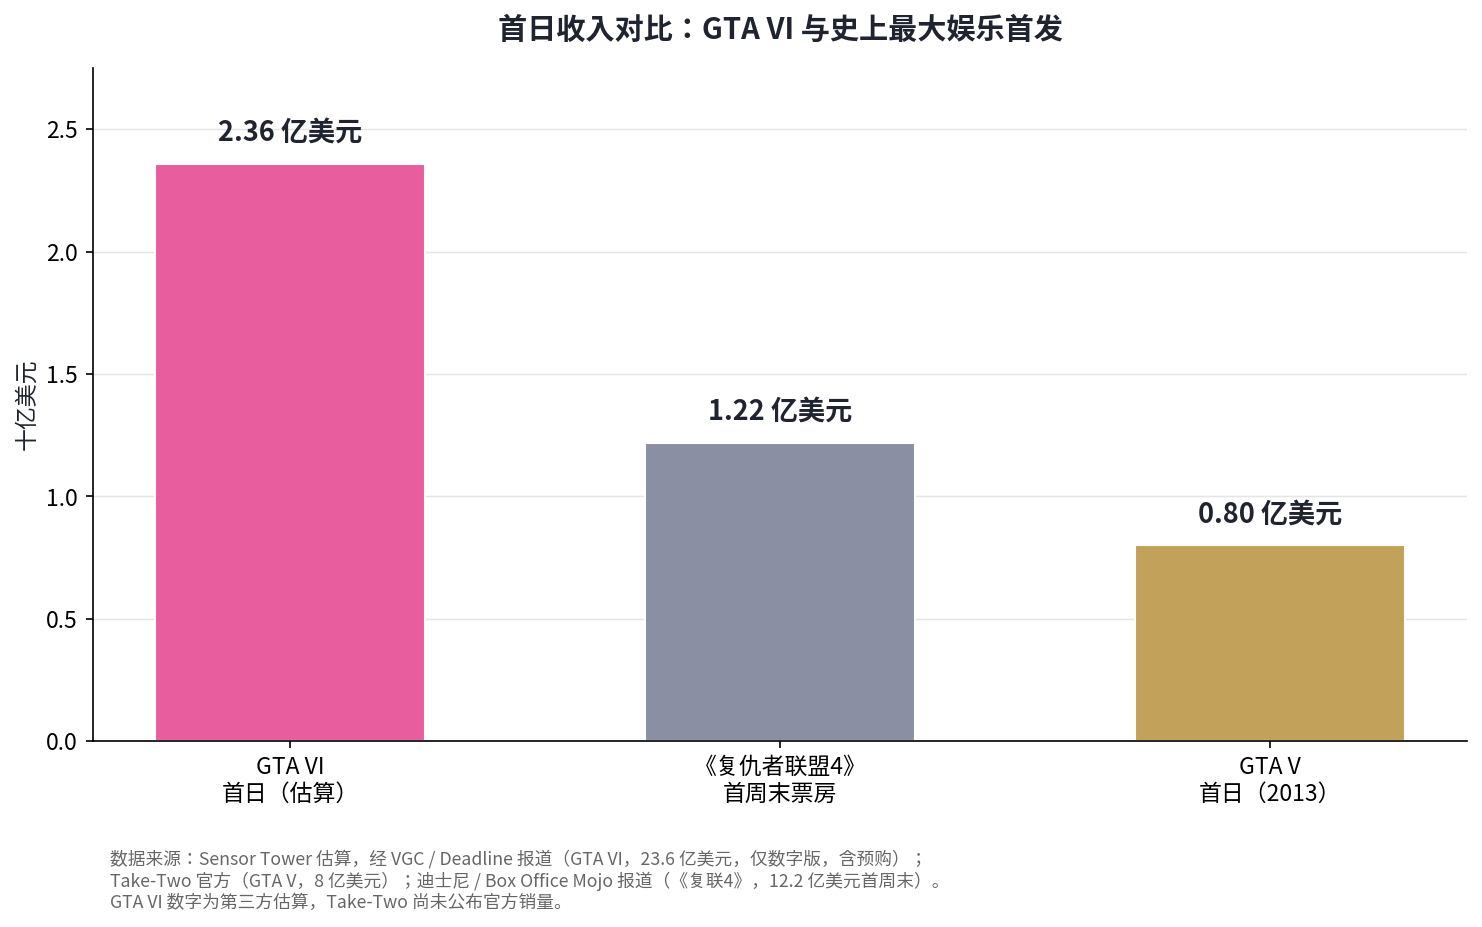 首日收入对比：GTA VI 与史上最大娱乐首发
十亿美元
2.5
2.0
1.5
1.0
0.5
0.0
2.36 亿美元
1.22 亿美元
0.80 亿美元
GTA VI
首日（估算）
《复仇者联盟4》
首周末票房
GTA V
首日（2013）
数据来源：Sensor Tower 估算，经 VGC / Deadline 报道（GTA VI，23.6 亿美元，仅数字版，含预购）；
Take-Two 官方（GTA V，8 亿美元）；迪士尼 / Box Office Mojo 报道（《复联4》，12.2 亿美元首周末）。
GTA VI 数字为第三方估算，Take-Two 尚未公布官方销量。